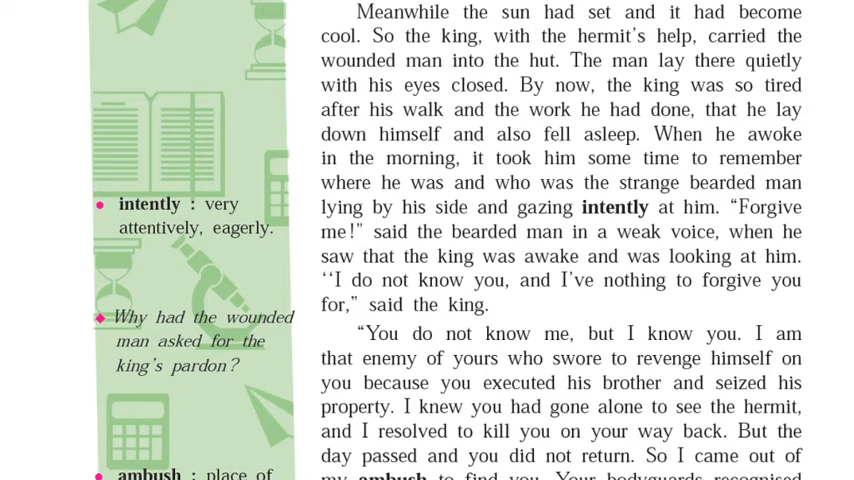 Meanwhile the sun had set and it had become
cool. So the king, with the hermit's help, carried the
wounded man into the hut. The man lay there quietly
with his eyes closed. By now, the king was so tired
after his walk and the work he had done, that he lay
down himself and also fell asleep. When he awoke
in the morning, it took him some time to remember
where he was and who was the strange bearded man
lying by his side and gazing intently at him. “Forgive
me!” said the bearded man in a weak voice, when he
saw that the king was awake and was looking at him.
‘‘I do not know you, and I’ve nothing to forgive you
for,” said the king.
“You do not know me, but I know you. I am
that enemy of yours who swore to revenge himself on
you because you executed his brother and seized his
property. I knew you had gone alone to see the hermit,
and I resolved to kill you on your way back. But the
day passed and you did not return. So I came out of
my ambush to find you. Your bodyguards recognised
• intently : very
attentively, eagerly.
◆ Why had the wounded
man asked for the
king’s pardon?
• ambush : place of